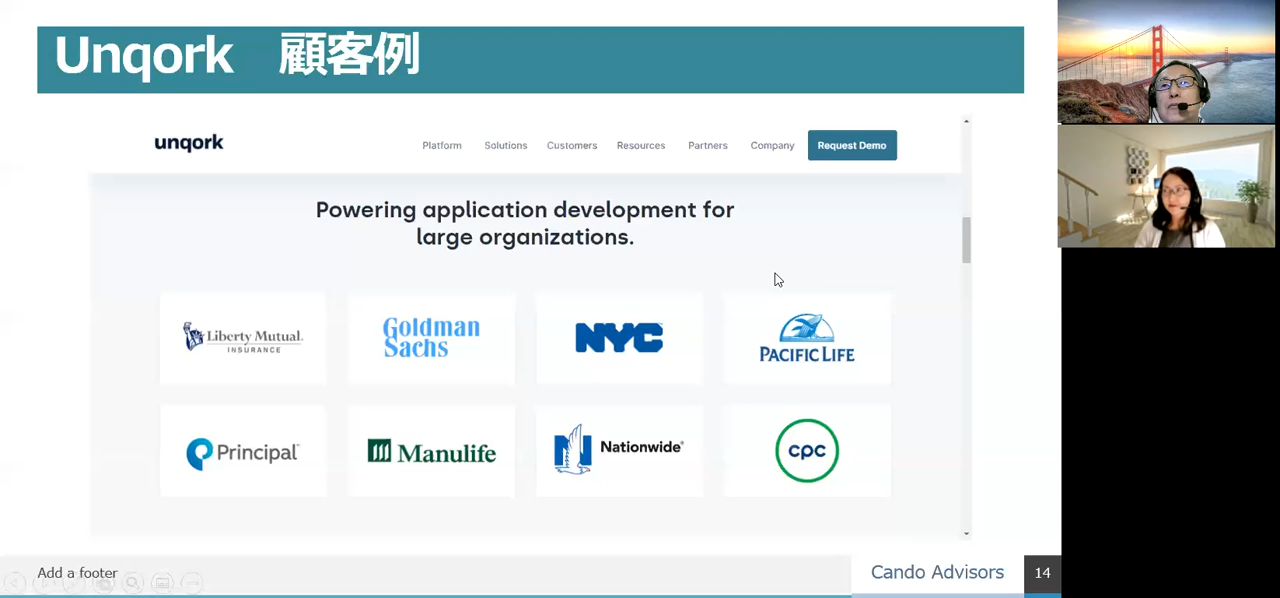 Unqork 顧客例
unqork
Platform Solutions Customers Resources Partners Company Request Demo
Powering application development for
large organizations.
Liberty Mutual.
INSURANCE
Goldman
Sachs
NYC
PACIFIC LIFE
Principal
Manulife
Nationwide®
cpc
Add a footer
Cando Advisors 14